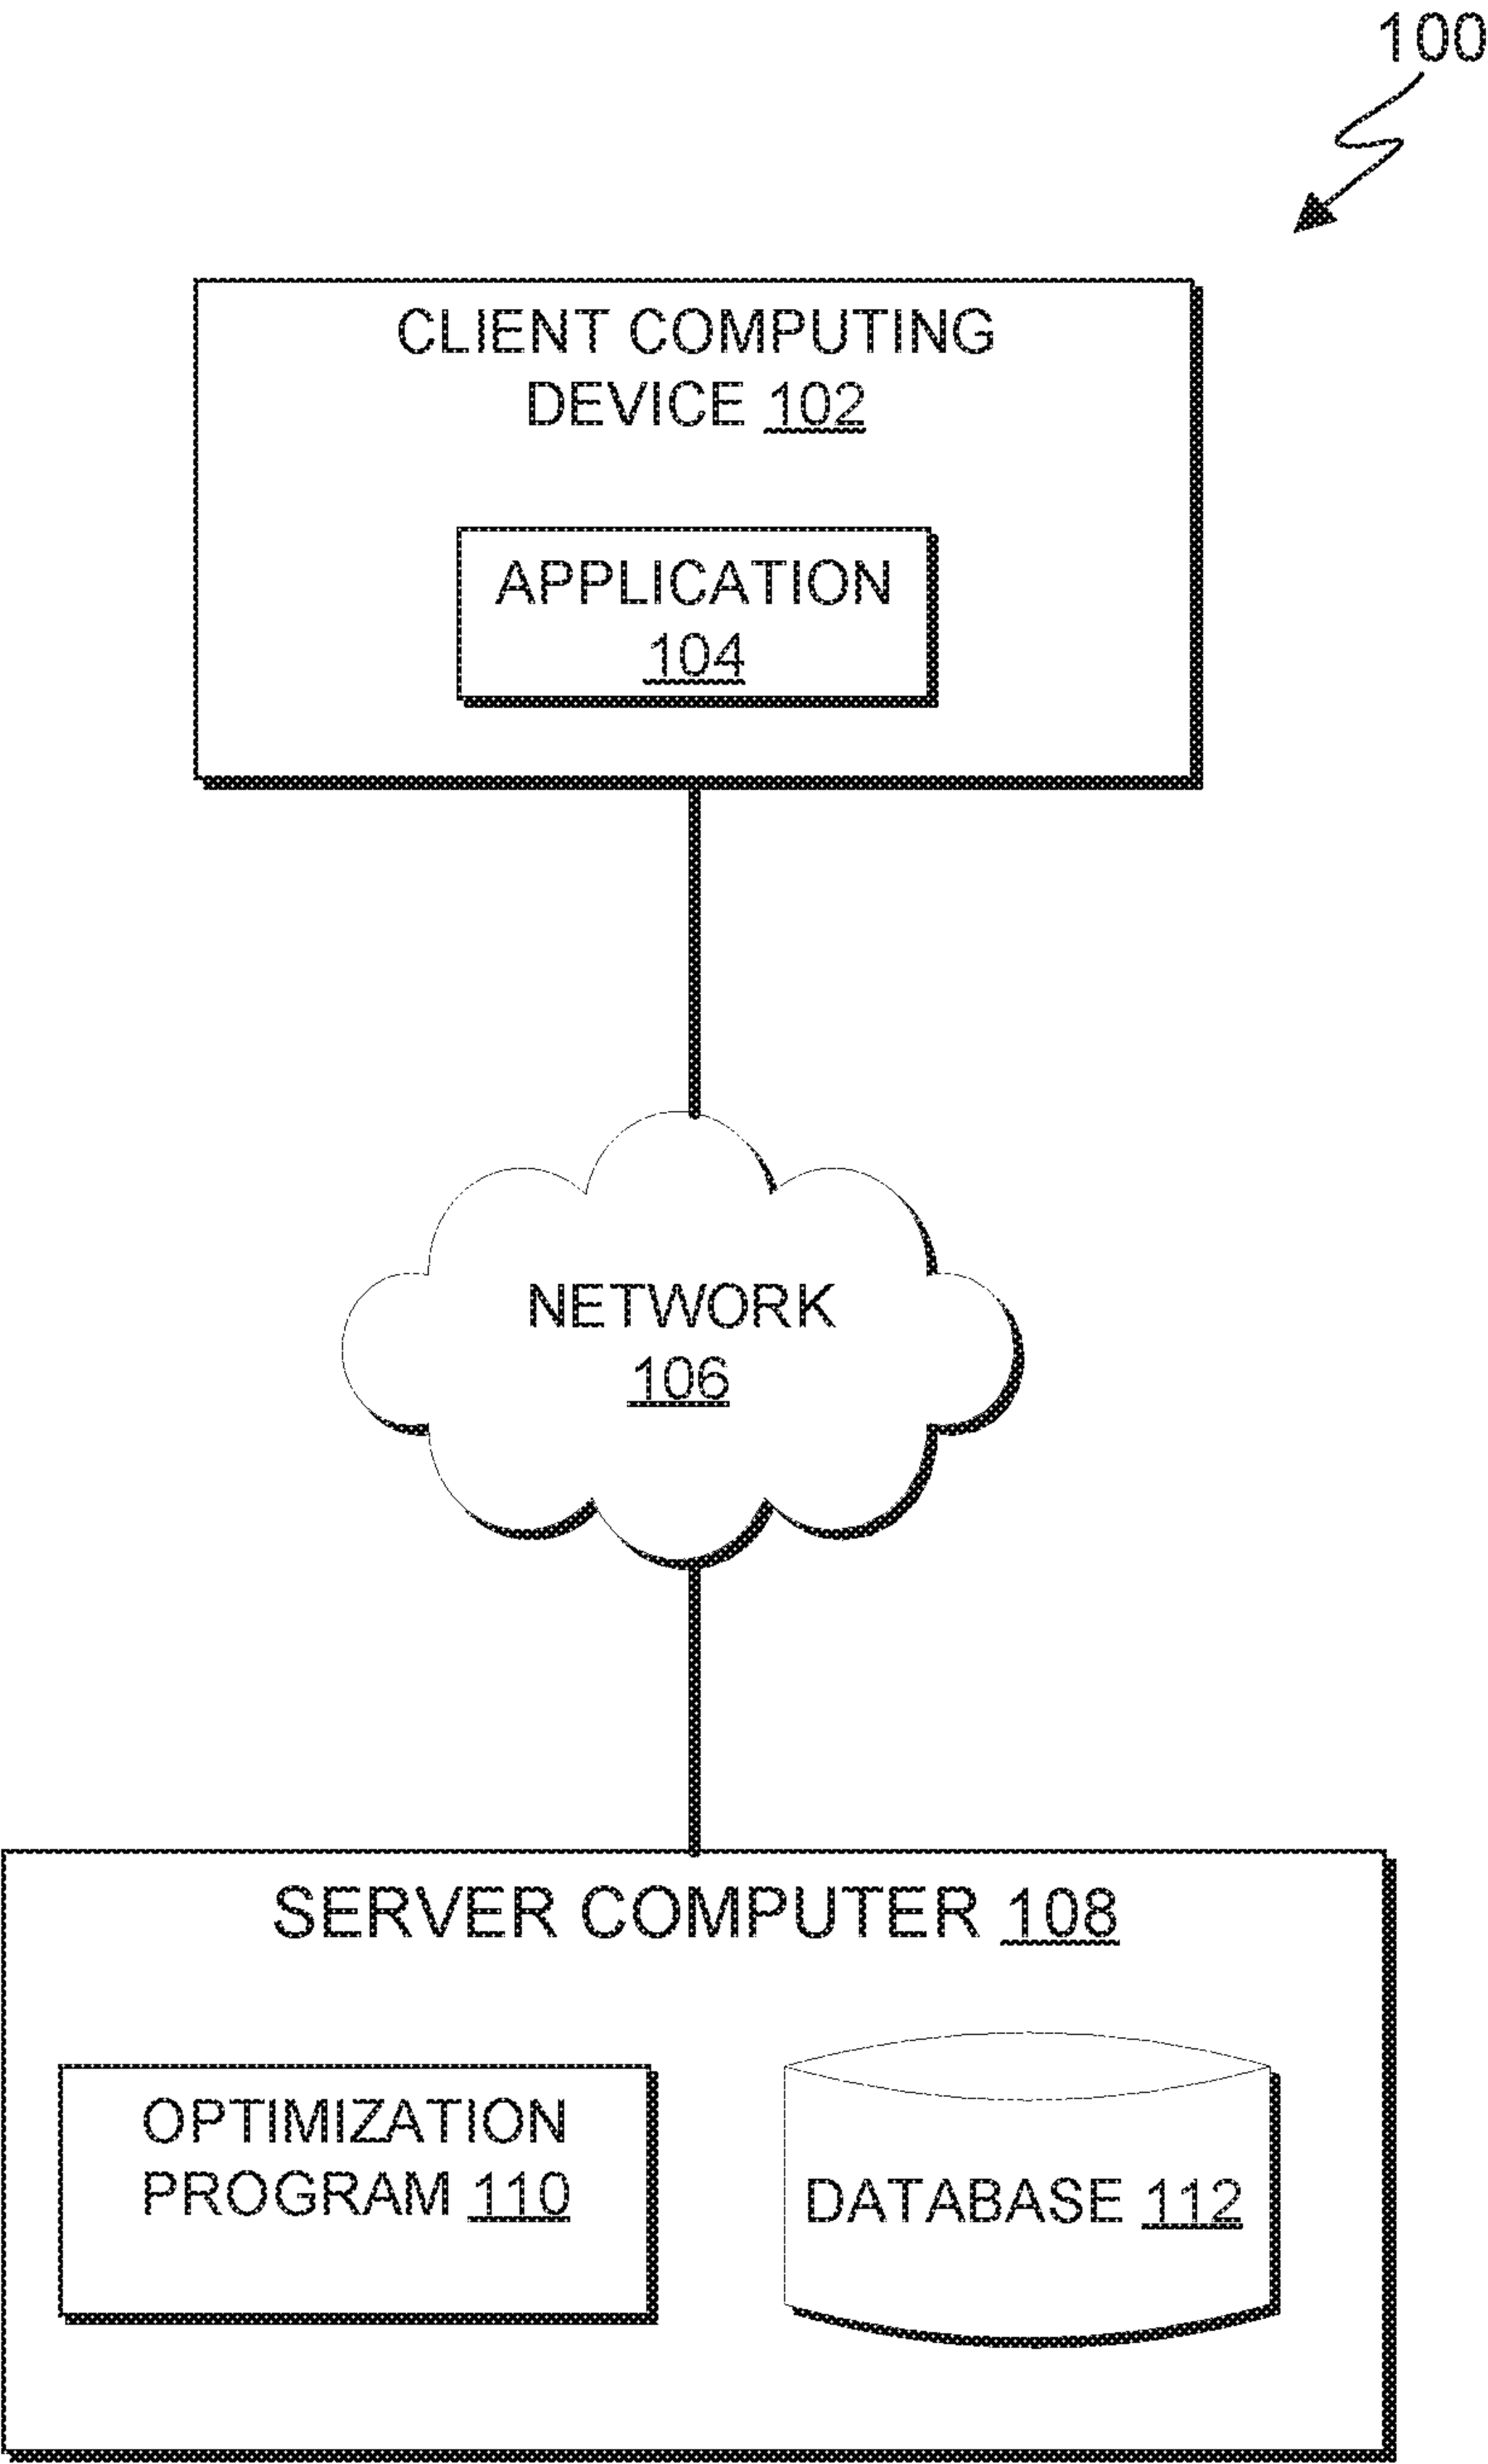 100
CLIENT COMPUTING
DEVICE 102
APPLICATION
104
NETWORK
106
SERVER COMPUTER 108
OPTIMIZATION
PROGRAM 110
DATABASE 112